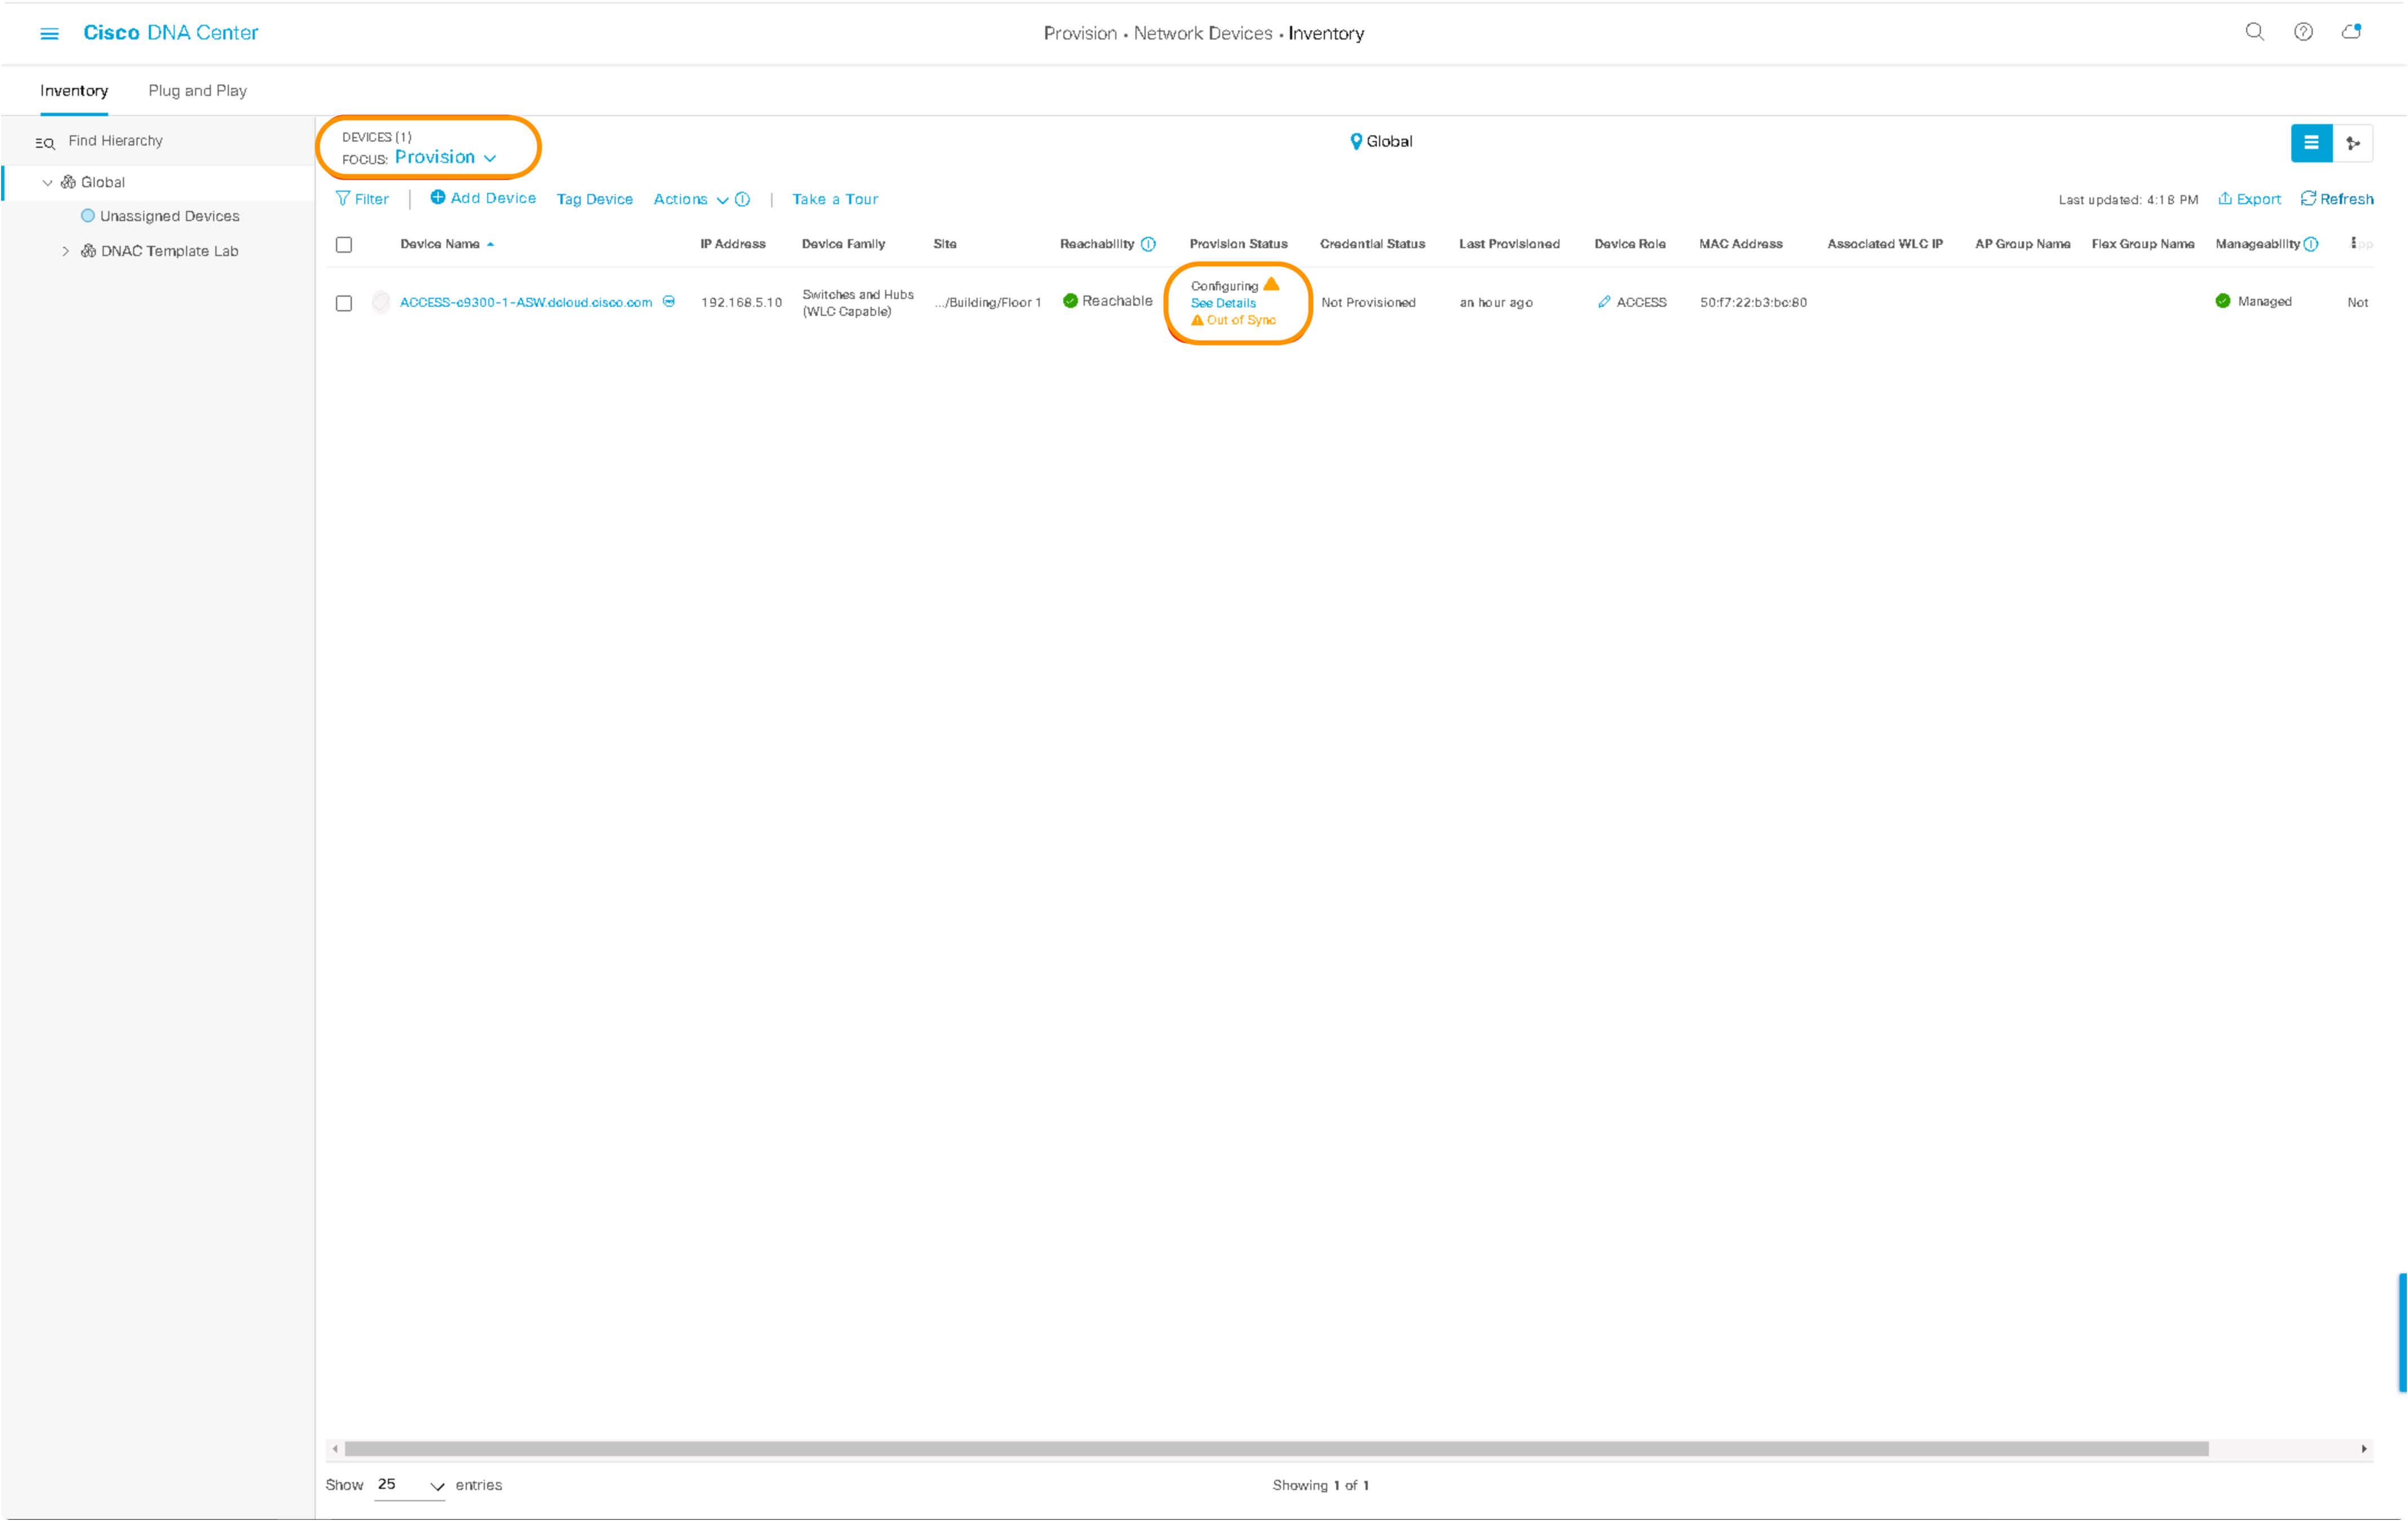 Cisco DNA Center
Provision • Network Devices • Inventory
Inventory
Plug and Play
Find Hierarchy
Global
Unassigned Devices
DNAC Template Lab
DEVICES (1)
FOCUS: Provision
Global
Filter | Add Device Tag Device Actions | Take a Tour
Last updated: 4:18 PM Export Refresh
Device Name IP Address Device Family Site Reachability Provision Status Credential Status Last Provisioned Device Role MAC Address Associated WLC IP AP Group Name Flex Group Name Manageability
ACCESS-c9300-1-ASW.dcloud.cisco.com
192.168.5.10
Switches and Hubs
(WLC Capable)
.../Building/Floor 1
Reachable
Configuring
See Details
Out of Sync
Not Provisioned
an hour ago
ACCESS
50:f7:22:b3:bc:80
Managed
Not
Show 25 entries
Showing 1 of 1